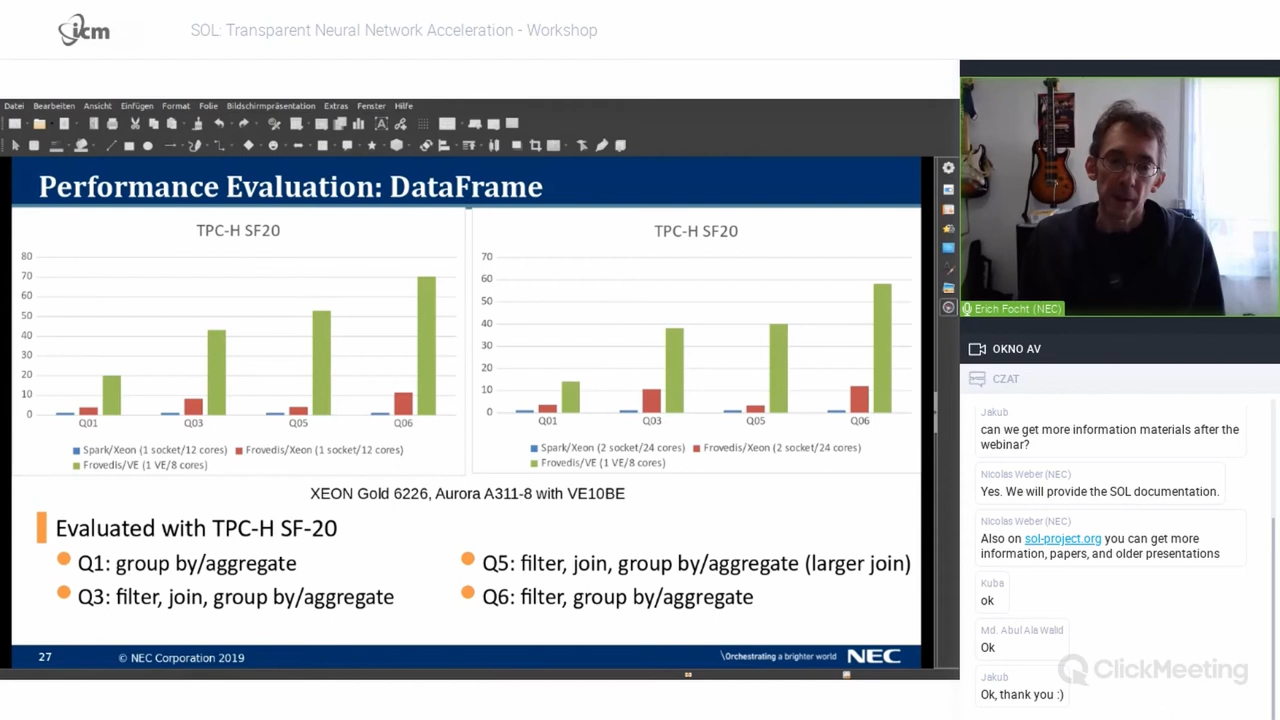 icm
SOL: Transparent Neural Network Acceleration - Workshop
Datei Bearbeiten Ansicht Einfügen Format Folie Bildschirmpräsentation Extras Fenster Hilfe
Performance Evaluation: DataFrame
TPC-H SF20
80
70
60
50
40
30
20
10
0
Q01 Q03 Q05 Q06
Spark/Xeon (1 socket/12 cores) Frovedis/Xeon (1 socket/12 cores)
Frovedis/VE (1 VE/8 cores)
TPC-H SF20
70
60
50
40
30
20
10
0
Q01 Q03 Q05 Q06
Spark/Xeon (2 socket/24 cores) Frovedis/Xeon (2 socket/24 cores)
Frovedis/VE (1 VE/8 cores)
XEON Gold 6226, Aurora A311-8 with VE10BE
Evaluated with TPC-H SF-20
Q1: group by/aggregate
Q3: filter, join, group by/aggregate
Q5: filter, join, group by/aggregate (larger join)
Q6: filter, group by/aggregate
27 © NEC Corporation 2019
\Orchestrating a brighter world NEC
Erich Focht (NEC)
OKNO AV
CZAT
Jakub
can we get more information materials after the
webinar?
Nicolas Weber (NEC)
Yes. We will provide the SOL documentation.
Nicolas Weber (NEC)
Also on sol-project.org you can get more
information, papers, and older presentations
Kuba
ok
Md. Abul Ala Walid
Ok
Jakub
Ok, thank you :)
ClickMeeting